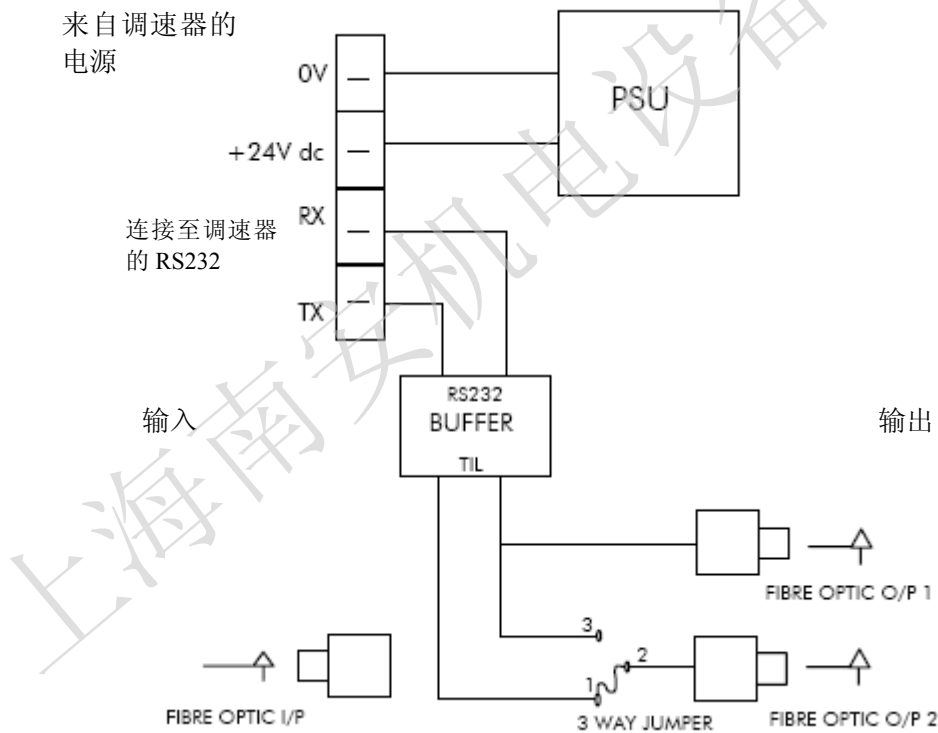 来自调速器的
电源
0V
PSU
+24V dc
RX
连接至调速器
的 RS232
TX
RS232
BUFFER
TIL
输入
输出
FIBRE OPTIC O/P 1
3
2
1
FIBRE OPTIC I/P
3 WAY JUMPER
FIBRE OPTIC O/P 2
上海南安机电设备